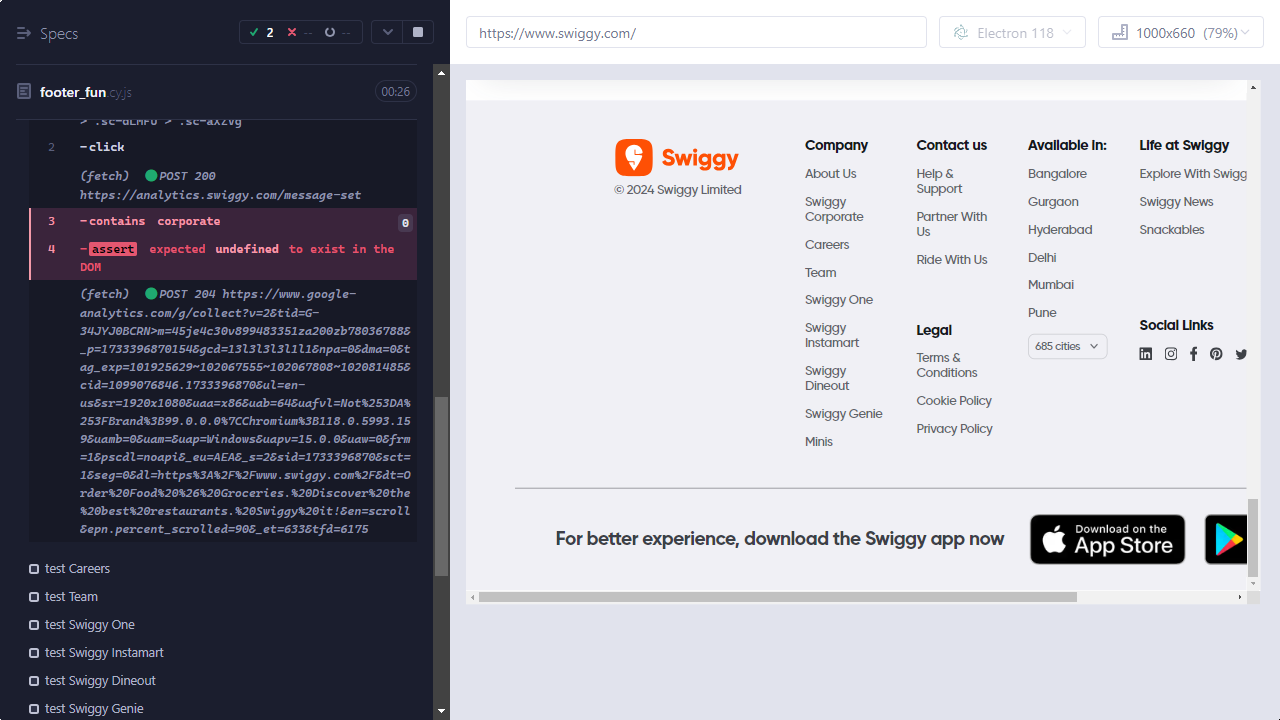 Specs
2
--
--
https://www.swiggy.com/
Electron 118
1000x660 (79%)
footer_fun.cy.js
00:26
> .sc-dLMFU > .sc-aXZVg
2 -click
(fetch) POST 200
https://analytics.swiggy.com/message-set
3 -contains corporate 0
4 -assert expected undefined to exist in the
DOM
(fetch) POST 204 https://www.google-
analytics.com/g/collect?v=2&tid=G-
34JYJ0BCRN>m=45je4c30v899483351za200zb78036788&
_p=1733396870154&gcd=13l3l3l3l1l1&npa=0&dma=0&t
ag_exp=101925629~102067555~102067808~102081485&
cid=1099076846.1733396870&ul=en-
us&sr=1920x1080&uaa=x86&uab=64&uafvl=Not%253DA%
253FBrand%3B99.0.0.0%7CChromium%3B118.0.5993.15
9&uamb=0&uam=&uap=Windows&uapv=15.0.0&uaw=0&frm
=1&pscdl=noapi&_eu=AEA&_s=2&sid=1733396870&sct=
1&seg=0&dl=https%3A%2F%2Fwww.swiggy.com%2F&dt=O
rder%20Food%20%26%20Groceries.%20Discover%20the
%20best%20restaurants.%20Swiggy%20it!&en=scroll
&epn.percent_scrolled=90&_et=633&tfd=6175
test Careers
test Team
test Swiggy One
test Swiggy Instamart
test Swiggy Dineout
test Swiggy Genie
Swiggy
© 2024 Swiggy Limited
Company
About Us
Swiggy
Corporate
Careers
Team
Swiggy One
Swiggy
Instamart
Swiggy
Dineout
Swiggy Genie
Minis
Contact us
Help &
Support
Partner With
Us
Ride With Us
Legal
Terms &
Conditions
Cookie Policy
Privacy Policy
Available in:
Bangalore
Gurgaon
Hyderabad
Delhi
Mumbai
Pune
685 cities
Life at Swiggy
Explore With Swigg
Swiggy News
Snackables
Social Links
For better experience, download the Swiggy app now
Download on the
App Store